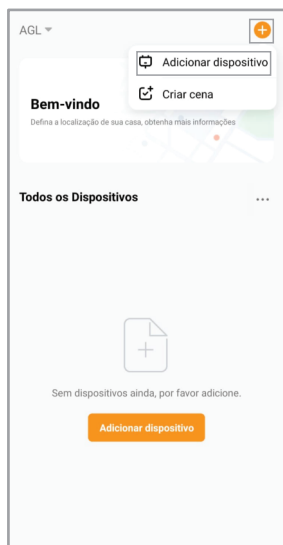 AGL
Adicionar dispositivo
Criar cena
Bem-vindo
Defina a localização de sua casa, obtenha mais informações
Todos os Dispositivos
Sem dispositivos ainda, por favor adicione.
Adicionar dispositivo